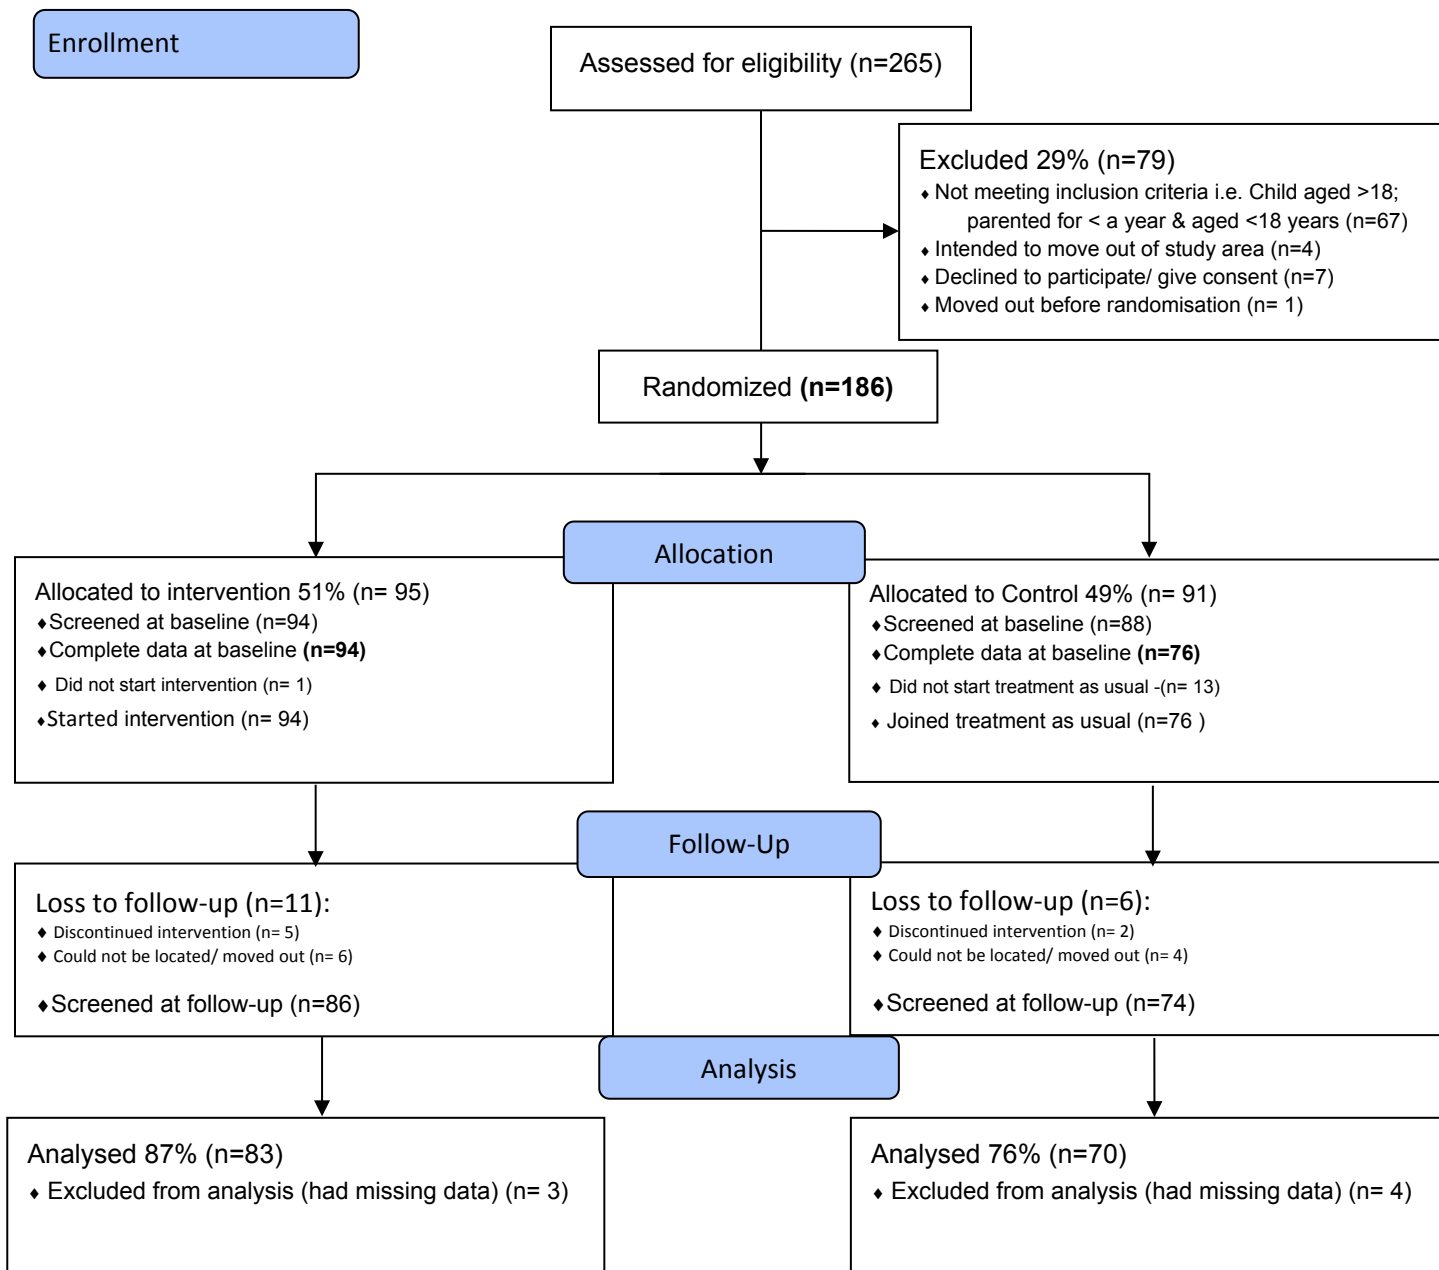 Enrollment
Assessed for eligibility (n=265)
Excluded 29% (n=79)
♦ Not meeting inclusion criteria i.e. Child aged >18;
parented for < a year & aged <18 years (n=67)
♦ Intended to move out of study area (n=4)
♦ Declined to participate/ give consent (n=7)
♦ Moved out before randomisation (n= 1)
Randomized (n=186)
Allocation
Allocated to intervention 51% (n= 95)
♦Screened at baseline (n=94)
♦Complete data at baseline (n=94)
♦ Did not start intervention (n= 1)
♦Started intervention (n= 94)
Allocated to Control 49% (n= 91)
♦Screened at baseline (n=88)
♦Complete data at baseline (n=76)
♦ Did not start treatment as usual -(n= 13)
♦ Joined treatment as usual (n=76 )
Follow-Up
Loss to follow-up (n=11):
♦ Discontinued intervention (n= 5)
♦ Could not be located/ moved out (n= 6)
♦Screened at follow-up (n=86)
Loss to follow-up (n=6):
♦ Discontinued intervention (n= 2)
♦ Could not be located/ moved out (n= 4)
♦Screened at follow-up (n=74)
Analysis
Analysed 87% (n=83)
♦ Excluded from analysis (had missing data) (n= 3)
Analysed 76% (n=70)
♦ Excluded from analysis (had missing data) (n= 4)